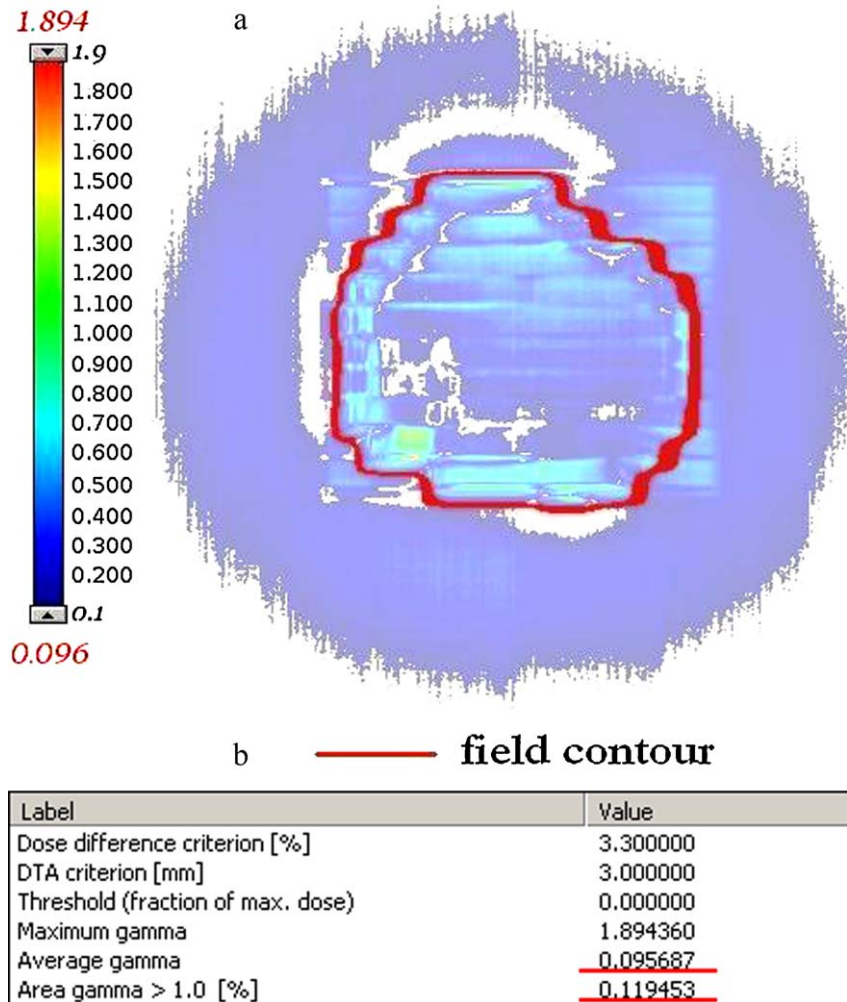 1.894
a
1.9
1.800
1.700
1.600
1.500
1.400
1.300
1.200
1.100
1.000
0.900
0.800
0.700
0.600
0.500
0.400
0.300
0.200
0.1
0.096
b
field contour
Label Value
Dose difference criterion [%] 3.300000
DTA criterion [mm] 3.000000
Threshold (fraction of max. dose) 0.000000
Maximum gamma 1.894360
Average gamma 0.095687
Area gamma > 1.0 [%] 0.119453